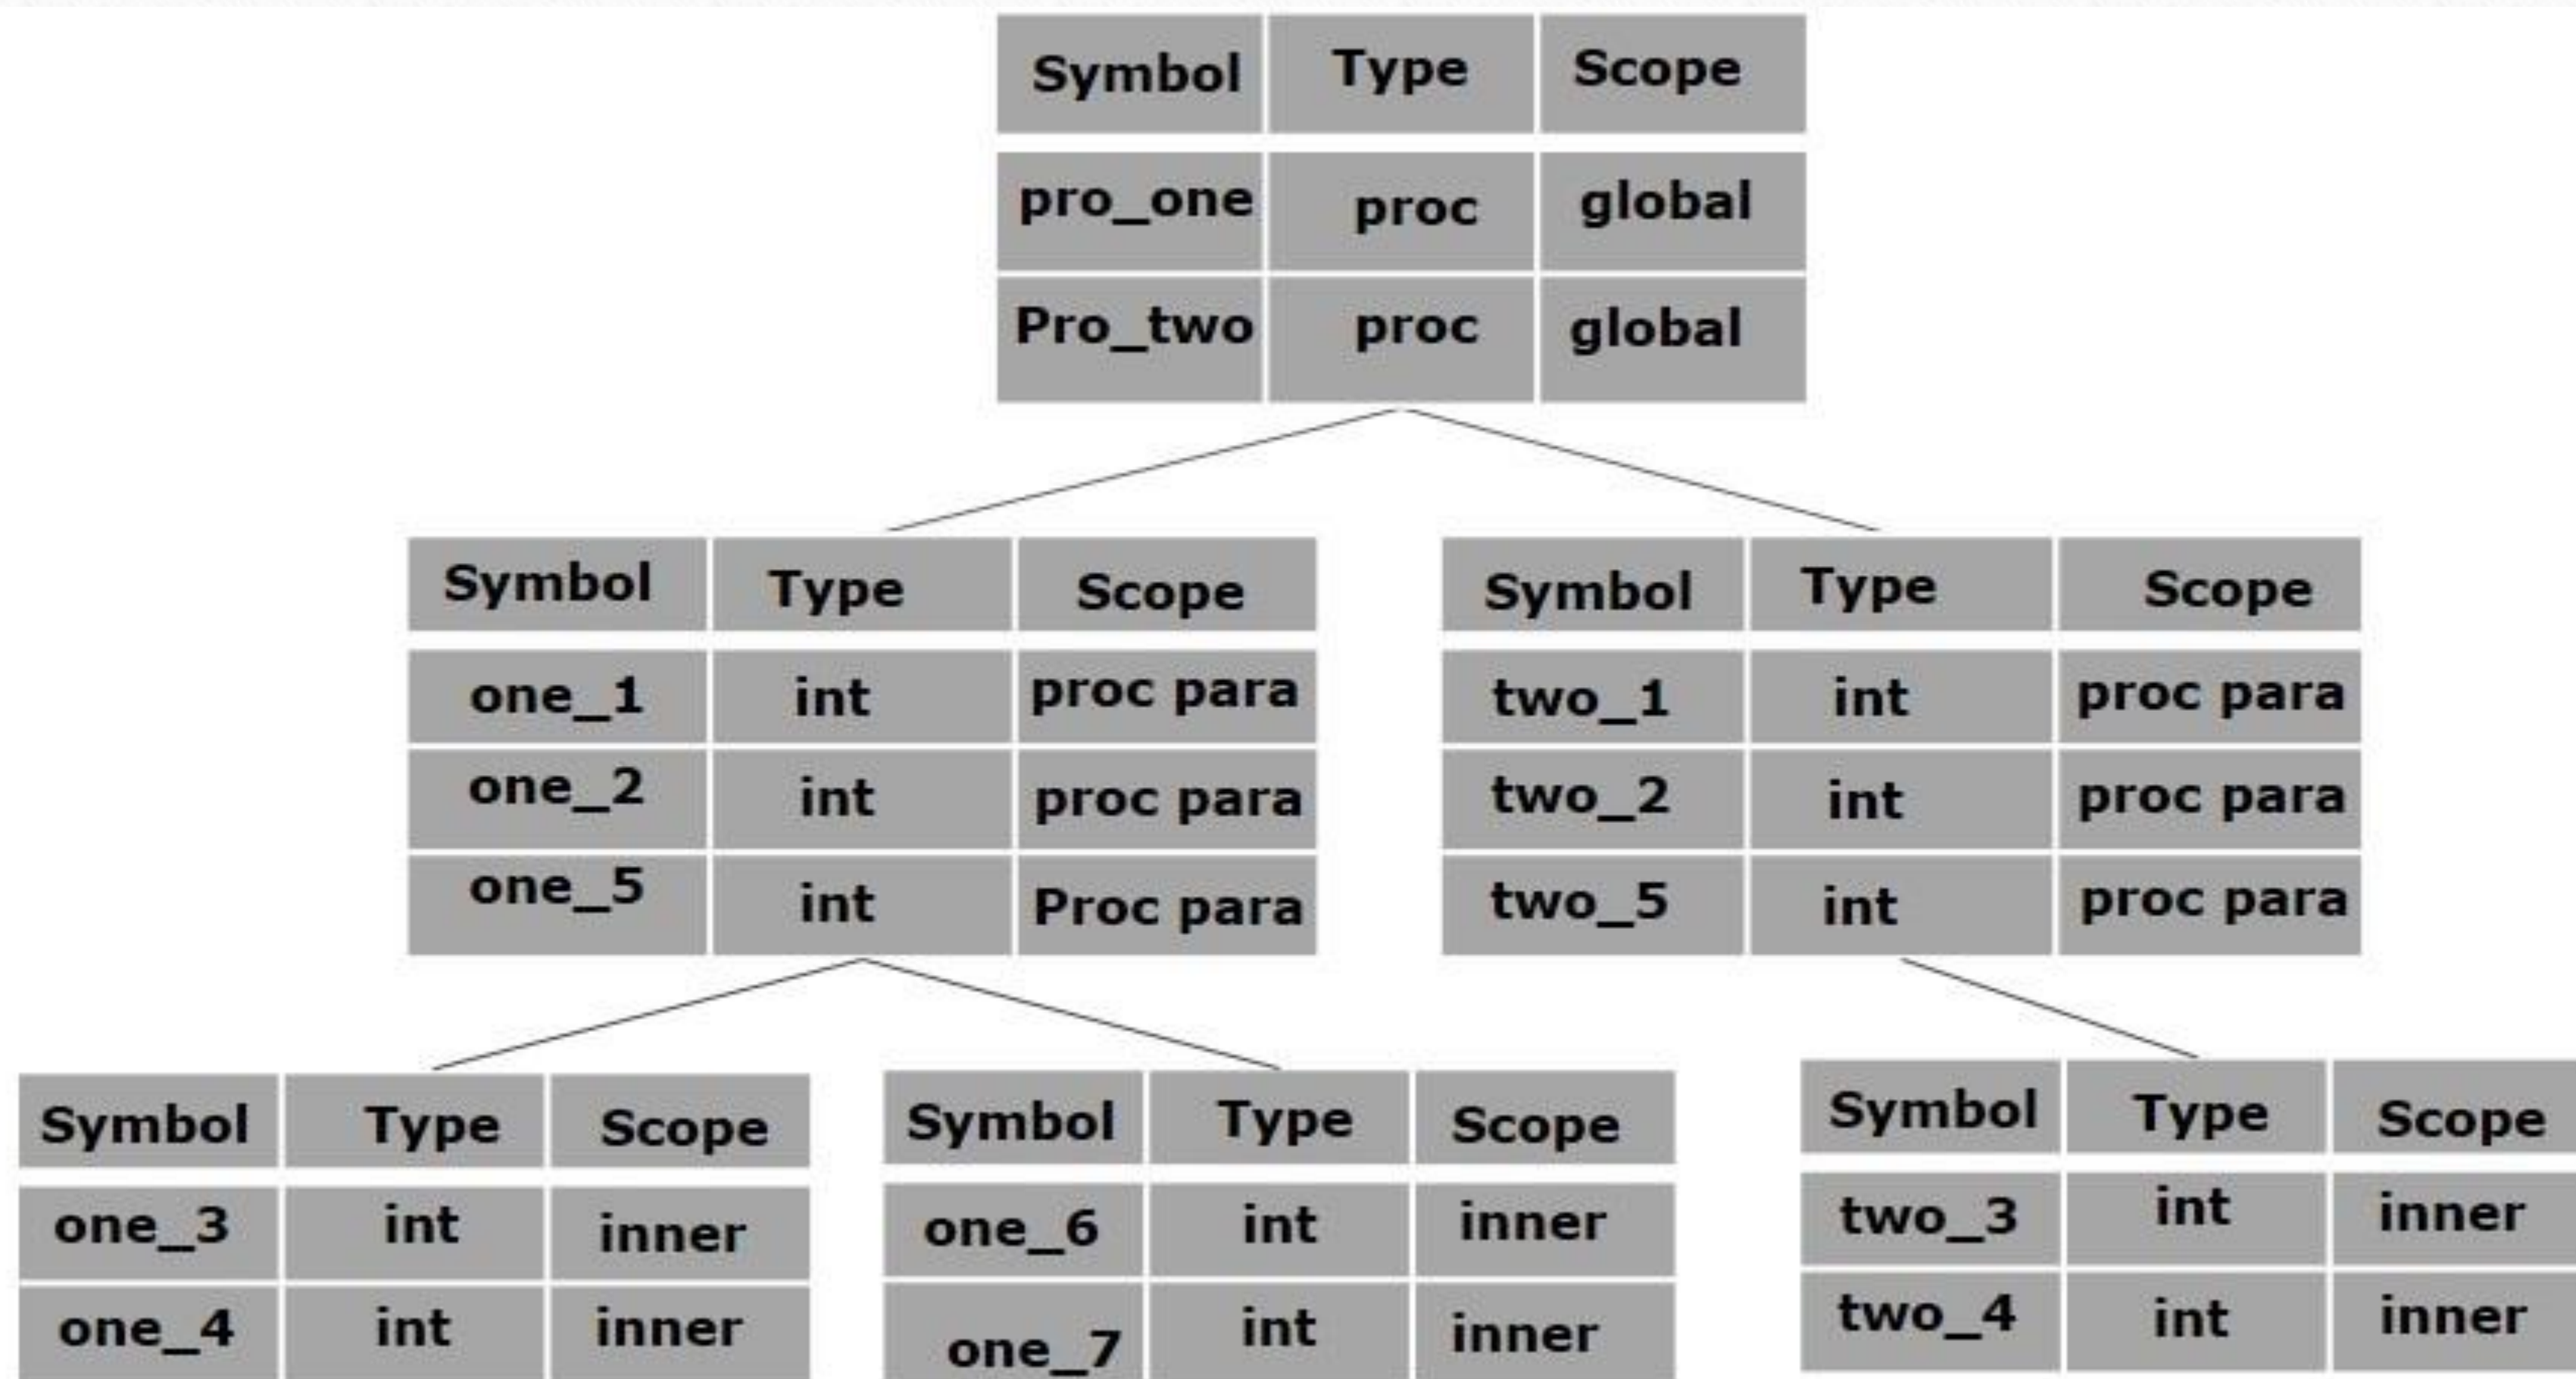 Symbol Type Scope
pro_one proc global
Pro_two proc global
Symbol Type Scope
one_1 int proc para
one_2 int proc para
one_5 int Proc para
Symbol Type Scope
two_1 int proc para
two_2 int proc para
two_5 int proc para
Symbol Type Scope
one_3 int inner
one_4 int inner
Symbol Type Scope
one_6 int inner
one_7 int inner
Symbol Type Scope
two_3 int inner
two_4 int inner